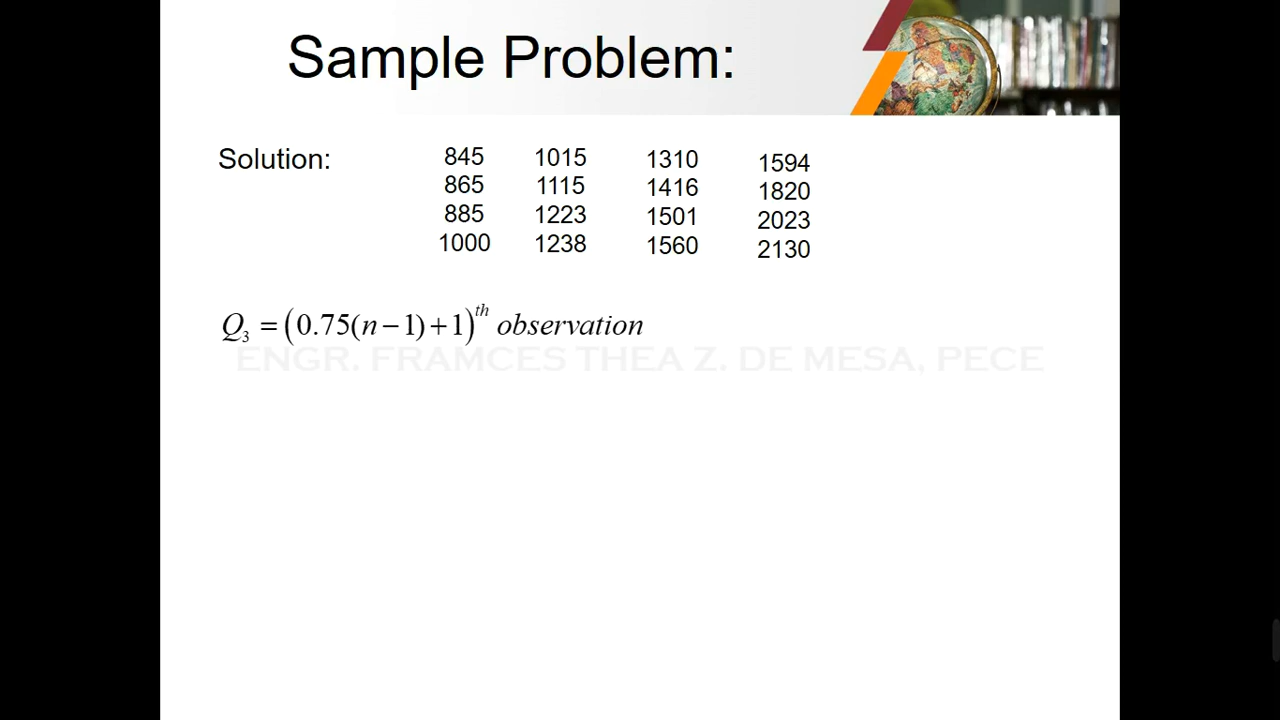 Sample Problem:
Solution:
845 1015 1310 1594
865 1115 1416 1820
885 1223 1501 2023
1000 1238 1560 2130
Q₃ = (0.75(n − 1) + 1)ᵗʰ observation
ENGR. FRAMCES THEA Z. DE MESA, PECE